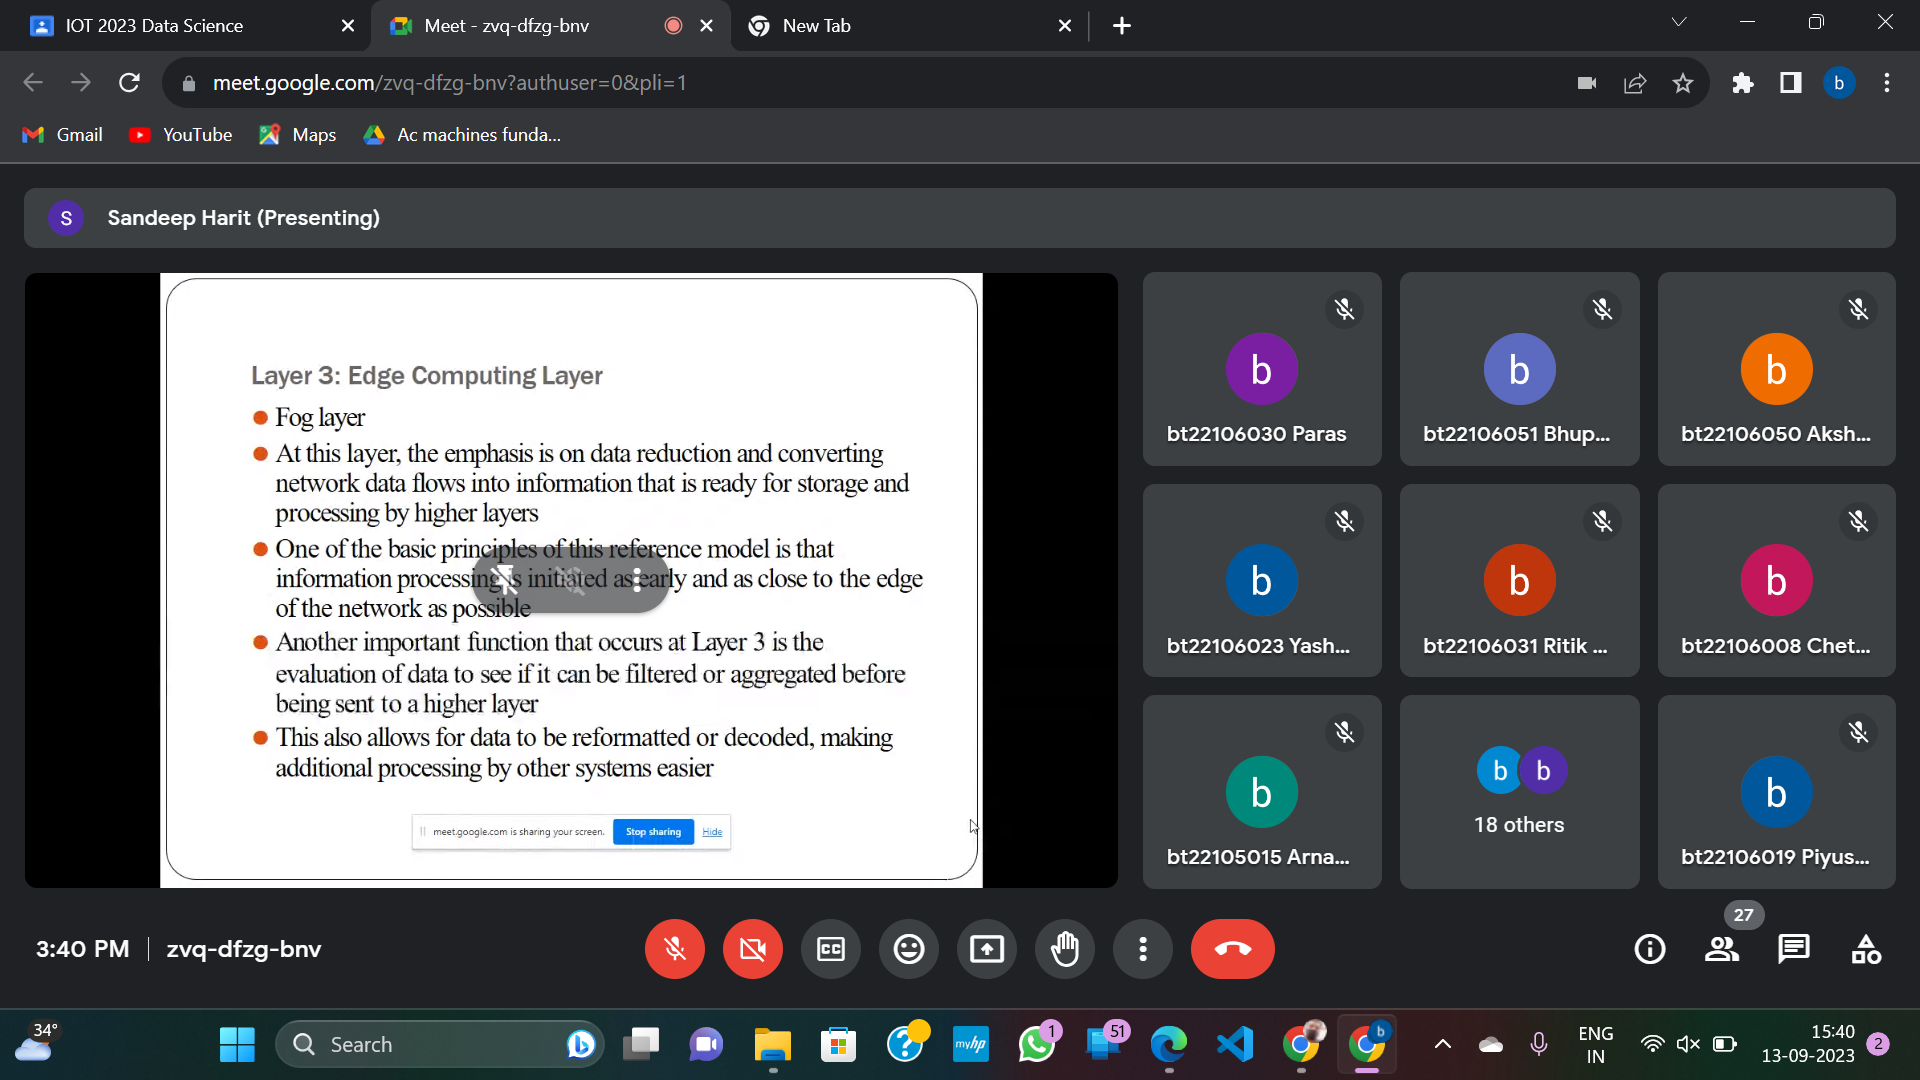 IOT 2023 Data Science
Meet - zvq-dfzg-bnv
New Tab
meet.google.com/zvq-dfzg-bnv?authuser=0&pli=1
b
Gmail
YouTube
Maps
Ac machines funda...
S
Sandeep Harit (Presenting)
Layer 3: Edge Computing Layer
Fog layer
At this layer, the emphasis is on data reduction and converting
network data flows into information that is ready for storage and
processing by higher layers
One of the basic principles of this reference model is that
information processing is initiated as early and as close to the edge
of the network as possible
Another important function that occurs at Layer 3 is the
evaluation of data to see if it can be filtered or aggregated before
being sent to a higher layer
This also allows for data to be reformatted or decoded, making
additional processing by other systems easier
meet.google.com is sharing your screen.
Stop sharing
Hide
b
bt22106030 Paras
b
bt22106051 Bhup...
b
bt22106050 Aksh...
b
bt22106023 Yash...
b
bt22106031 Ritik ...
b
bt22106008 Chet...
b
bt22105015 Arna...
b
b
18 others
b
bt22106019 Piyus...
3:40 PM
zvq-dfzg-bnv
CC
27
34°
Search
b
myhp
1
51
b
ENG
IN
15:40
13-09-2023
2